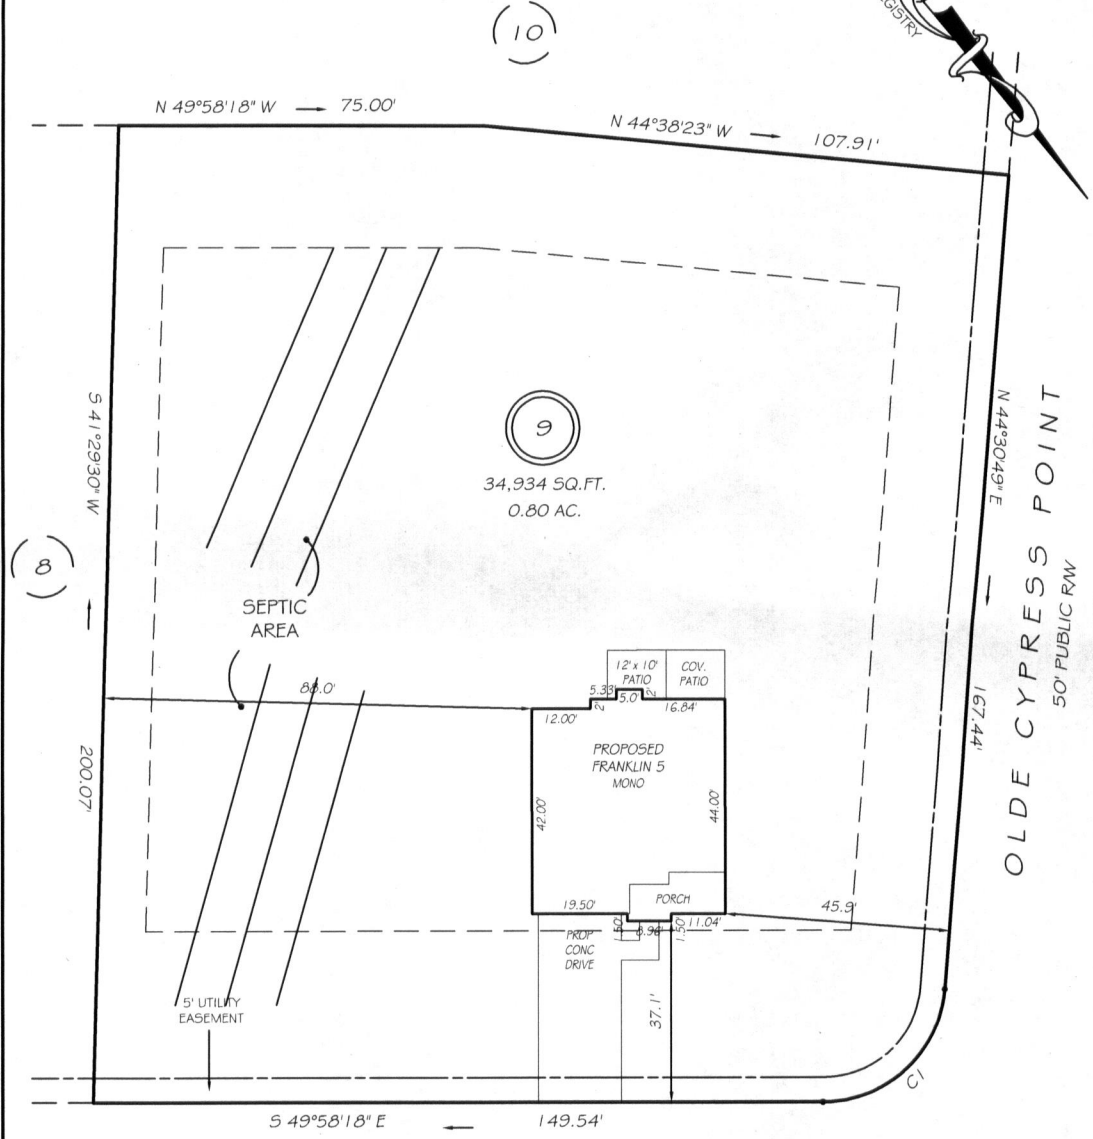 10
GISTRY
N 49°58'18" W 75.00'
N 44°38'23" W 107.91'
S 41°29'30" W
200.07'
8
9
34,934 SQ.FT.
0.80 AC.
SEPTIC
AREA
88.0'
12' x 10'
PATIO
COV.
PATIO
5.33'
2'
5.0'
2'
12.00'
16.84'
PROPOSED
FRANKLIN 5
MONO
42.00'
44.00'
PORCH
19.50'
1.50'
8.96'
1.50'
11.04'
45.9'
PROP
CONC
DRIVE
37.1'
5' UTILITY
EASEMENT
N 44°30'49" E
167.44'
OLDE CYPRESS POINT
50' PUBLIC R/W
C1
S 49°58'18" E 149.54'